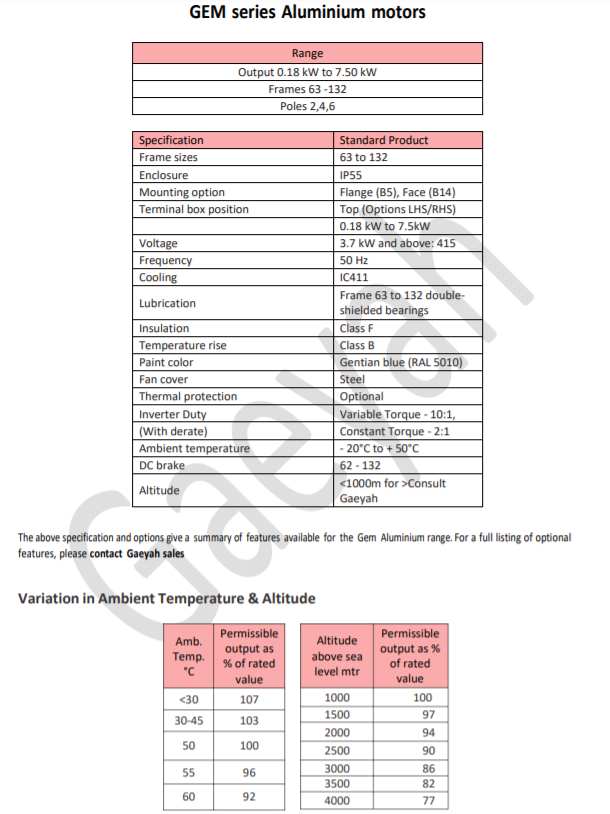 GEM series Aluminium motors
Range
Output 0.18 kW to 7.50 kW
Frames 63 -132
Poles 2,4,6
Specification Standard Product
Frame sizes 63 to 132
Enclosure IP55
Mounting option Flange (B5), Face (B14)
Terminal box position Top (Options LHS/RHS)
0.18 kW to 7.5kW
Voltage 3.7 kW and above: 415
Frequency 50 Hz
Cooling IC411
Lubrication Frame 63 to 132 double-
shielded bearings
Insulation Class F
Temperature rise Class B
Paint color Gentian blue (RAL 5010)
Fan cover Steel
Thermal protection Optional
Inverter Duty Variable Torque - 10:1,
(With derate) Constant Torque - 2:1
Ambient temperature - 20°C to + 50°C
DC brake 62 - 132
Altitude <1000m for >Consult
Gaeyah
The above specification and options give a summary of features available for the Gem Aluminium range. For a full listing of optional
features, please contact Gaeyah sales
Variation in Ambient Temperature & Altitude
Amb. Temp. °C Permissible output as % of rated value
<30 107
30-45 103
50 100
55 96
60 92
Altitude above sea level mtr Permissible output as % of rated value
1000 100
1500 97
2000 94
2500 90
3000 86
3500 82
4000 77
Gaeyah